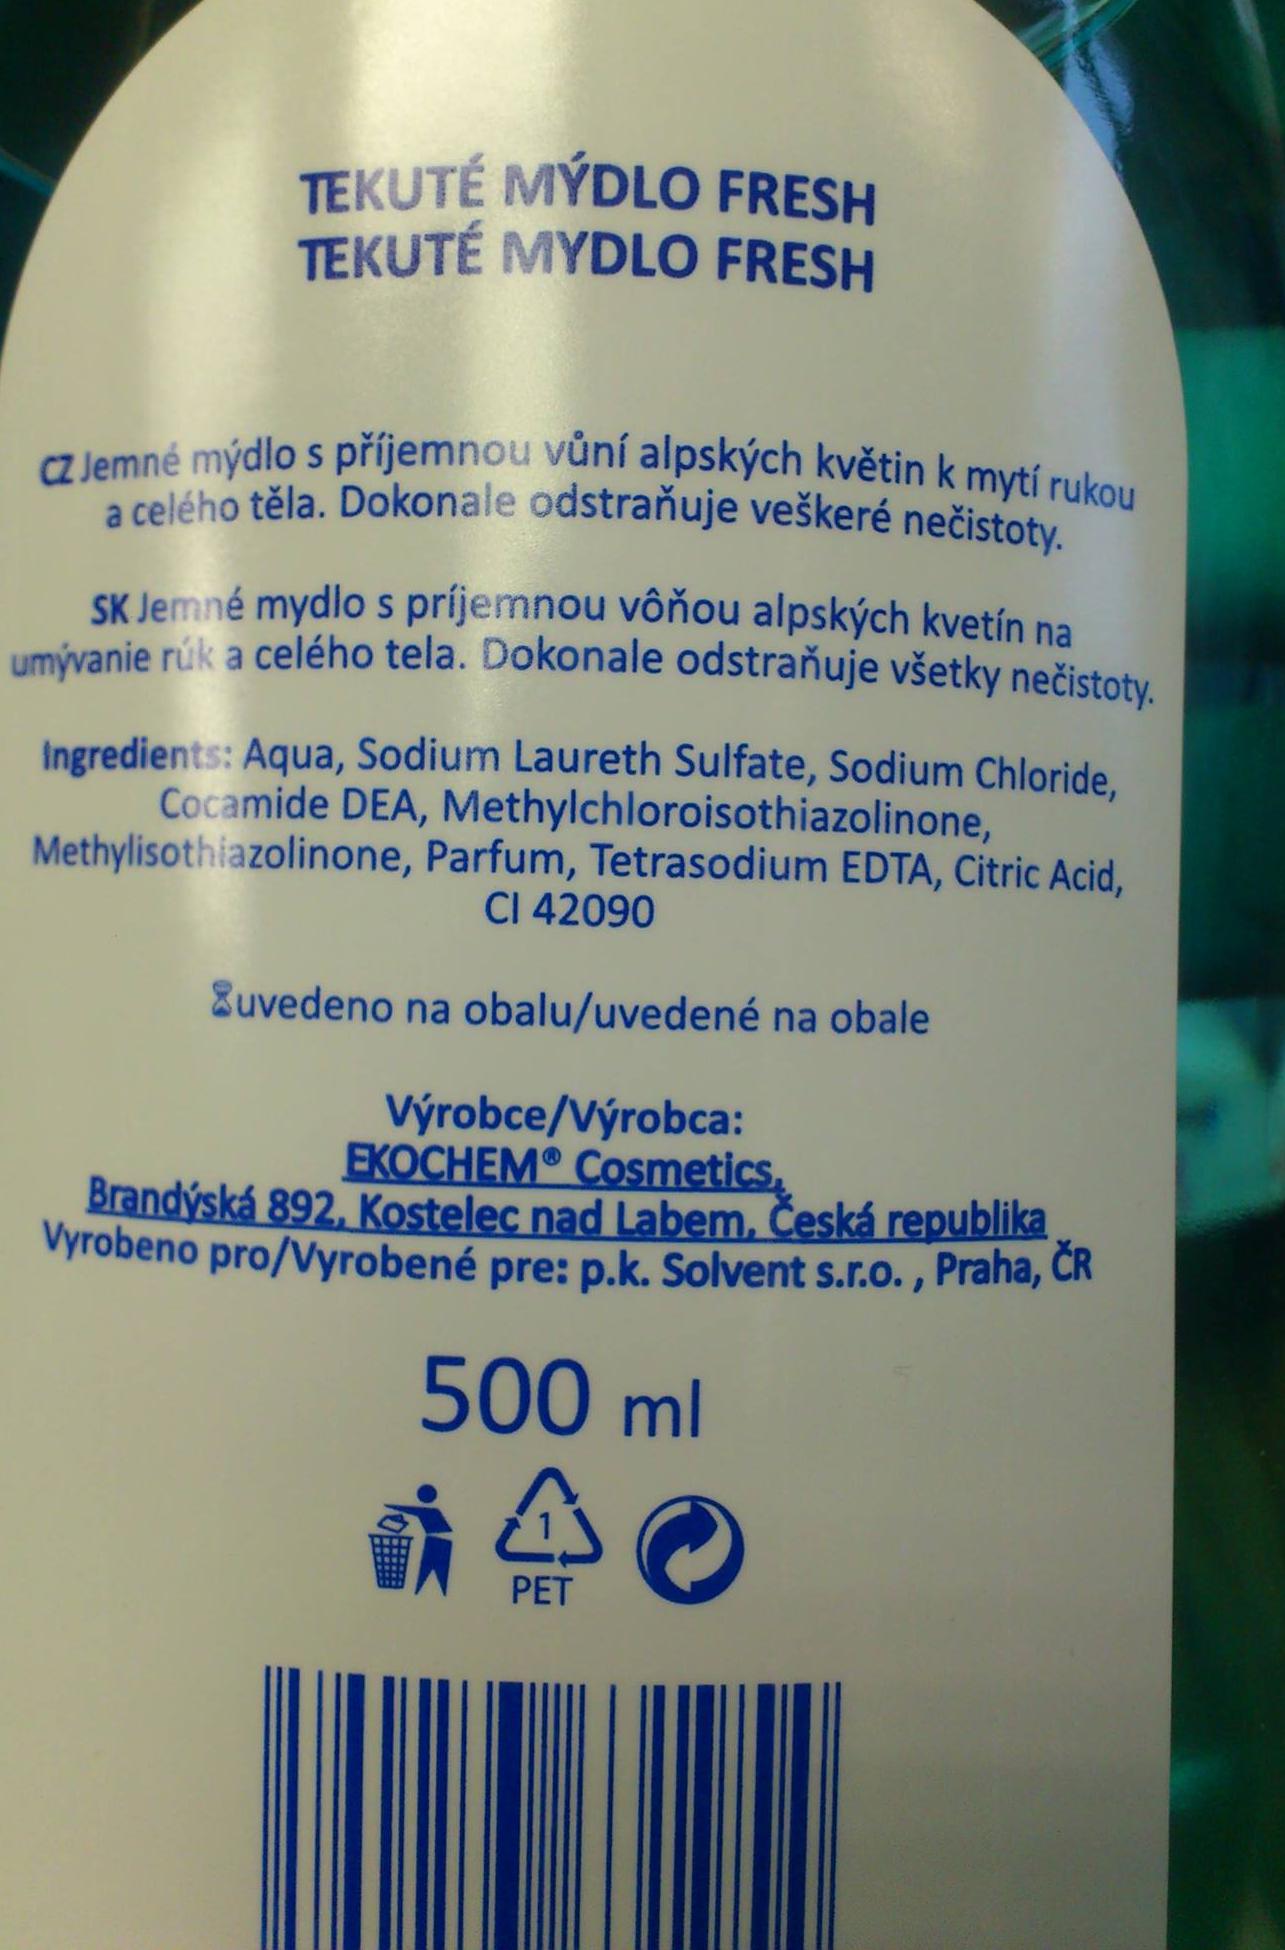 TEKUTÉ MÝDLO FRESH
TEKUTÉ MYDLO FRESH
CZ Jemné mýdlo s příjemnou vůní alpských květin k mytí rukou
a celého těla. Dokonale odstraňuje veškeré nečistoty.
SK Jemné mydlo s príjemnou vôňou alpských kvetín na
umývanie rúk a celého tela. Dokonale odstraňuje všetky nečistoty.
Ingredients: Aqua, Sodium Laureth Sulfate, Sodium Chloride,
Cocamide DEA, Methylchloroisothiazolinone,
Methylisothiazolinone, Parfum, Tetrasodium EDTA, Citric Acid,
CI 42090
uvedeno na obalu/uvedené na obale
Výrobce/Výrobca:
EKOCHEM® Cosmetics,
Brandýská 892, Kostelec nad Labem, Česká republika
Vyrobeno pro/Vyrobené pre: p.k. Solvent s.r.o. , Praha, ČR
500 ml
1
PET